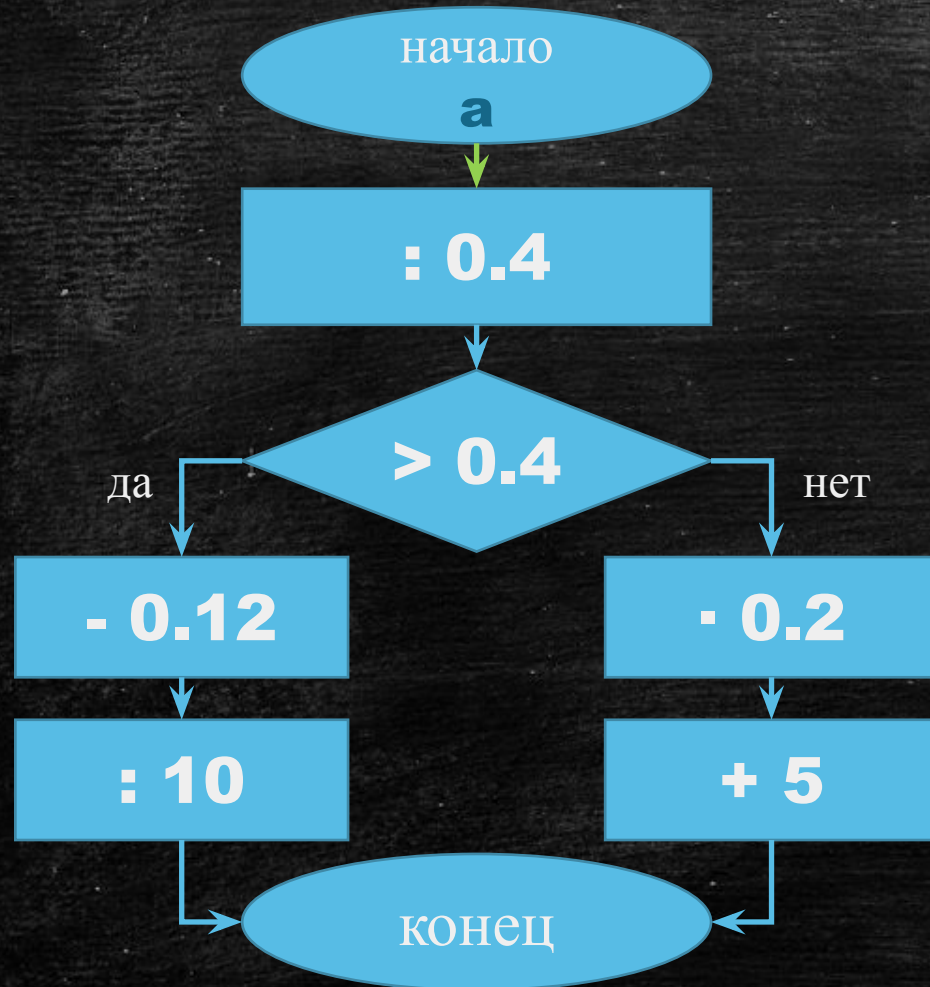 начало
a
: 0.4
> 0.4
да
нет
- 0.12
· 0.2
: 10
+ 5
конец